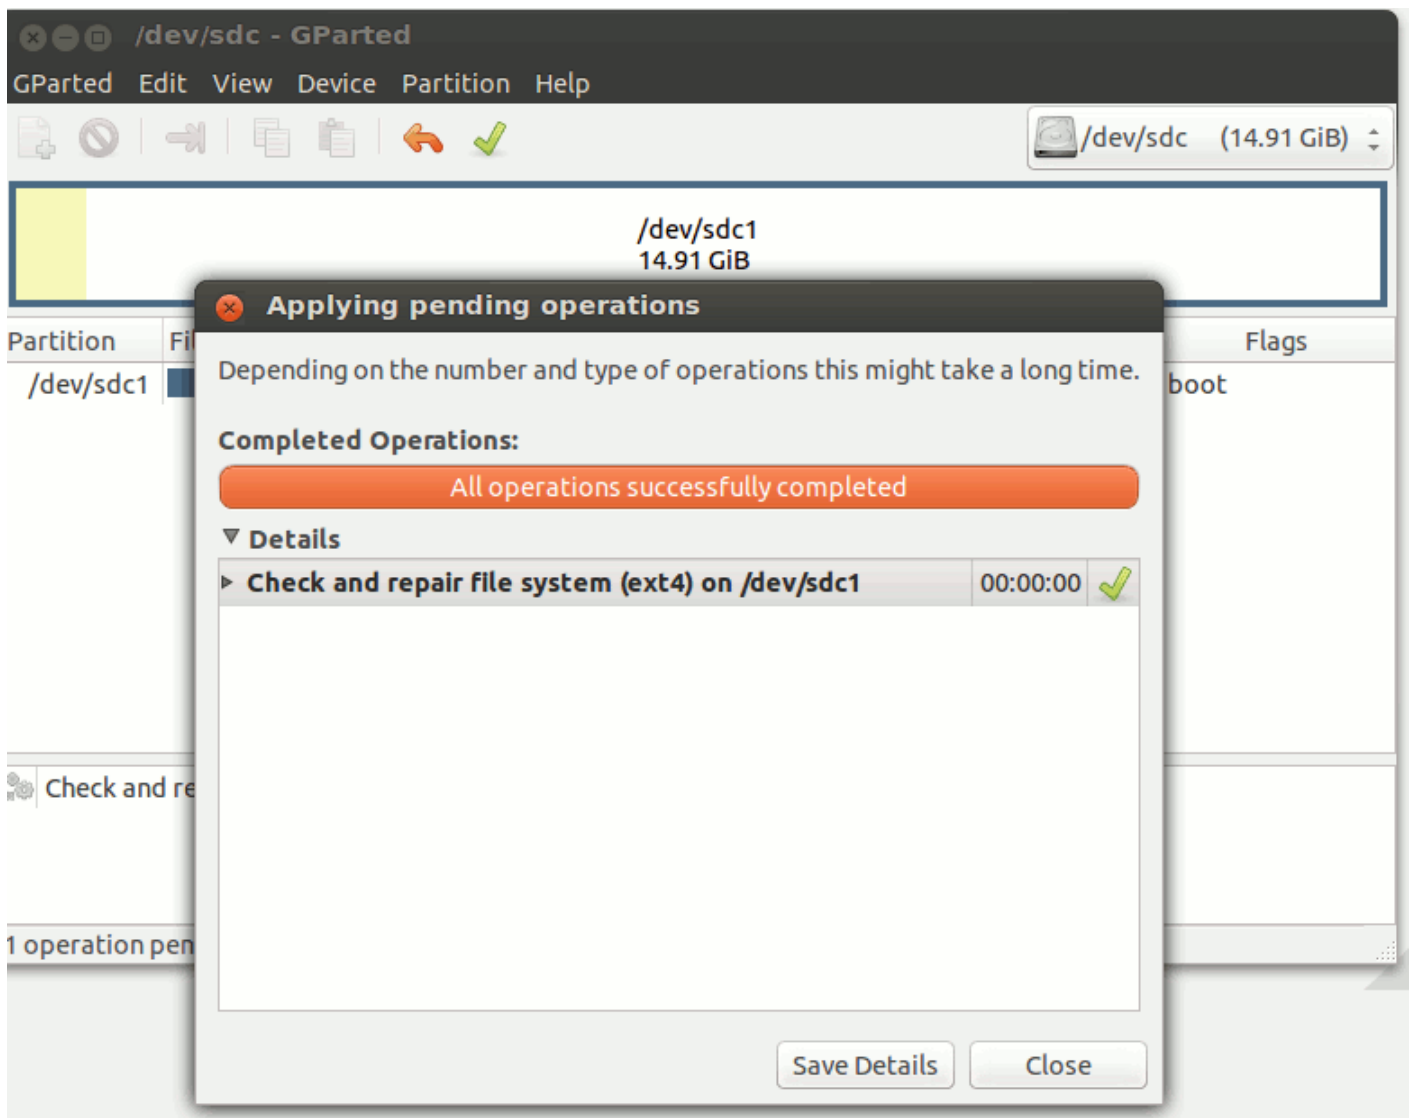 /dev/sdc - GParted
GParted Edit View Device Partition Help
/dev/sdc (14.91 GiB)
/dev/sdc1
14.91 GiB
Applying pending operations
Partition Flags
/dev/sdc1 boot
Depending on the number and type of operations this might take a long time.
Completed Operations:
All operations successfully completed
Details
Check and repair file system (ext4) on /dev/sdc1 00:00:00
Check and re
1 operation pen
Save Details Close